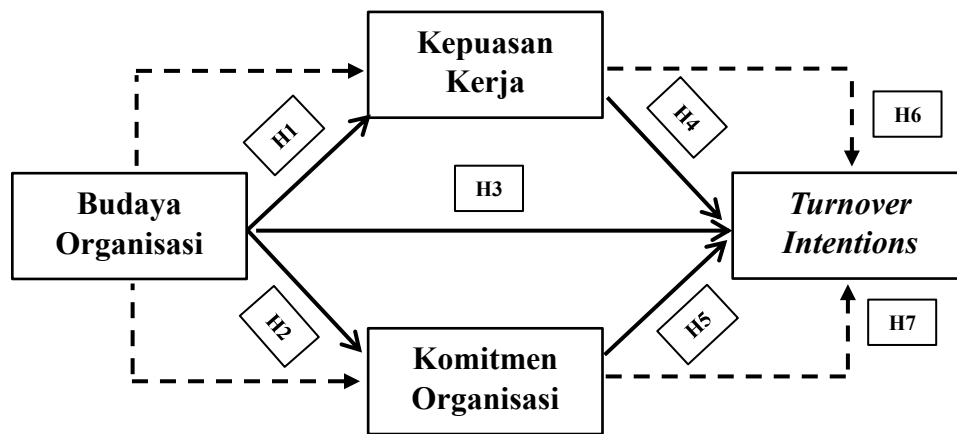 Kepuasan
Kerja
H1
H4
H6
H3
Budaya
Organisasi
Turnover
Intentions
H2
H5
H7
Komitmen
Organisasi